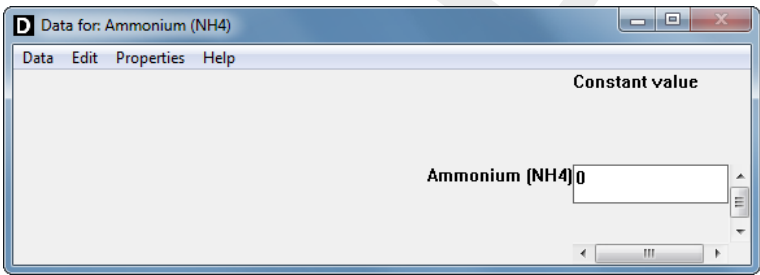 D Data for: Ammonium (NH4)
Data Edit Properties Help
Constant value
Ammonium (NH4) 0